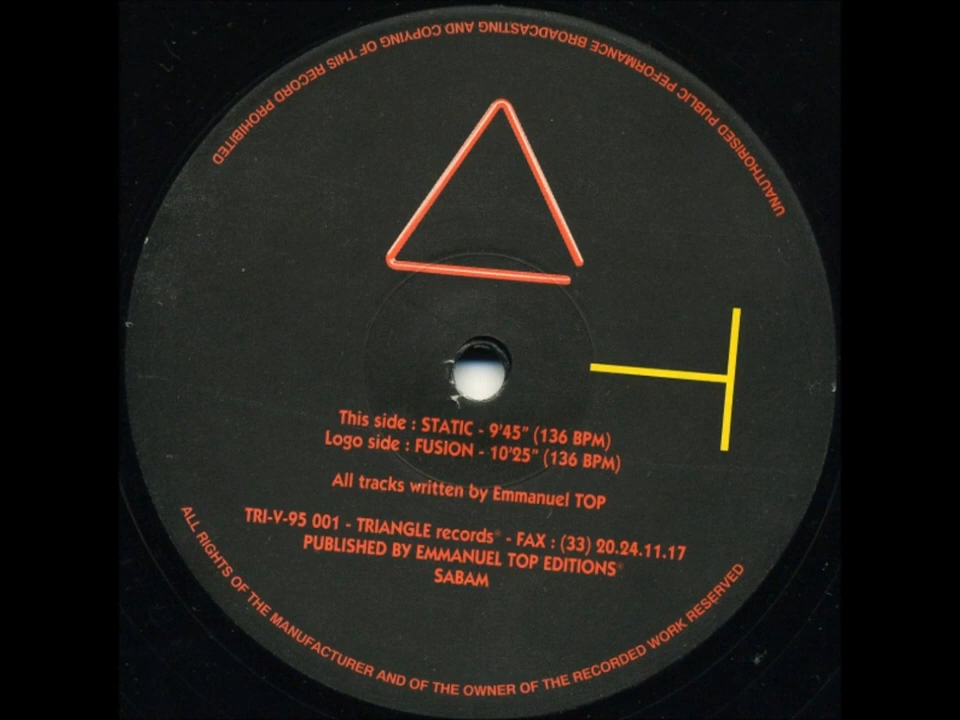 UNAUTHORISED PUBLIC PEFORMANCE BROADCASTING AND COPYING OF THIS RECORD PROHIBITED
T
This side : STATIC - 9'45" (136 BPM)
Logo side : FUSION - 10'25" (136 BPM)
All tracks written by Emmanuel TOP
TRI-V-95 001 - TRIANGLE records® - FAX : (33) 20.24.11.17
PUBLISHED BY EMMANUEL TOP EDITIONS®
SABAM
ALL RIGHTS OF THE MANUFACTURER AND OF THE OWNER OF THE RECORDED WORK RESERVED